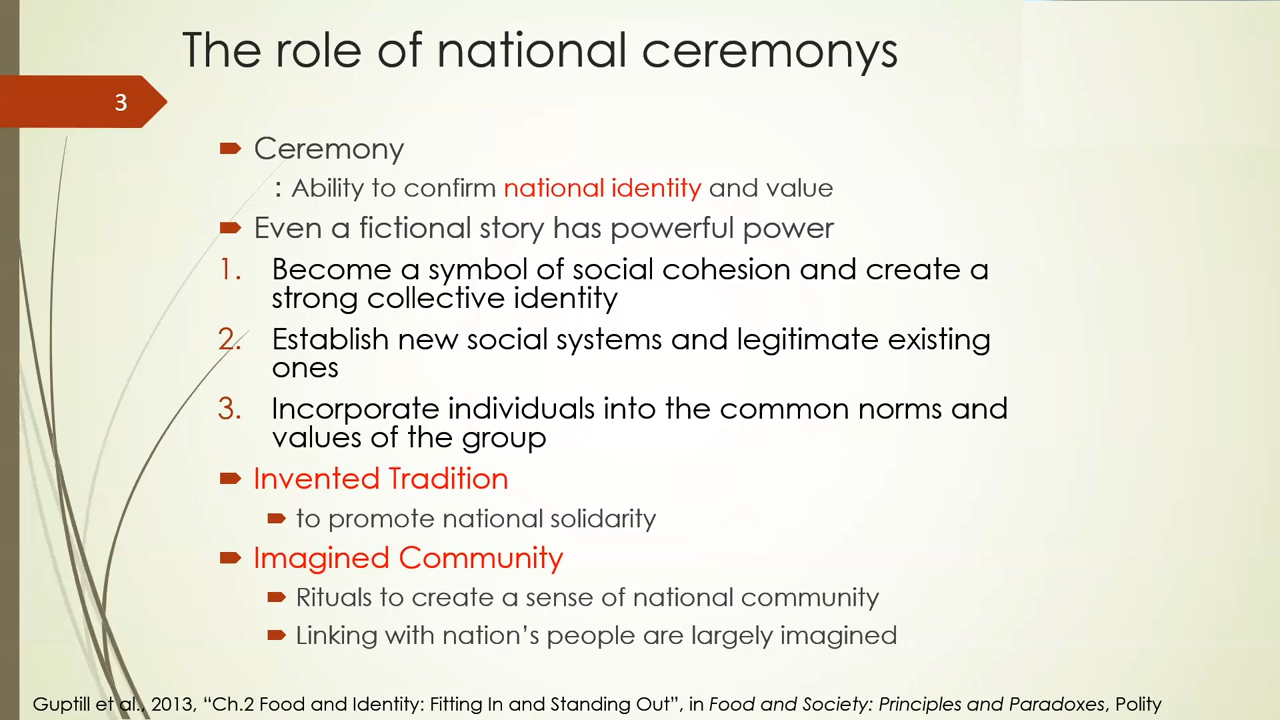 The role of national ceremonys
3
Ceremony
: Ability to confirm national identity and value
Even a fictional story has powerful power
1. Become a symbol of social cohesion and create a
strong collective identity
2. Establish new social systems and legitimate existing
ones
3. Incorporate individuals into the common norms and
values of the group
Invented Tradition
to promote national solidarity
Imagined Community
Rituals to create a sense of national community
Linking with nation’s people are largely imagined
Guptill et al., 2013, “Ch.2 Food and Identity: Fitting In and Standing Out”, in Food and Society: Principles and Paradoxes, Polity